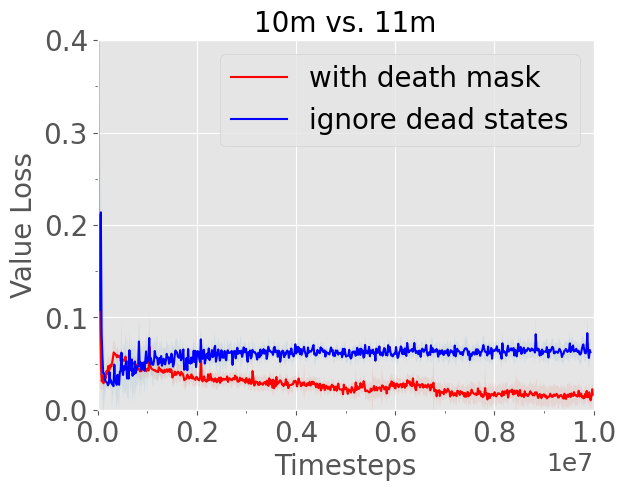 10m vs. 11m
with death mask
ignore dead states
Value Loss
0.4
0.3
0.2
0.1
0.0
0.0 0.2 0.4 0.6 0.8 1.0
Timesteps
1e7